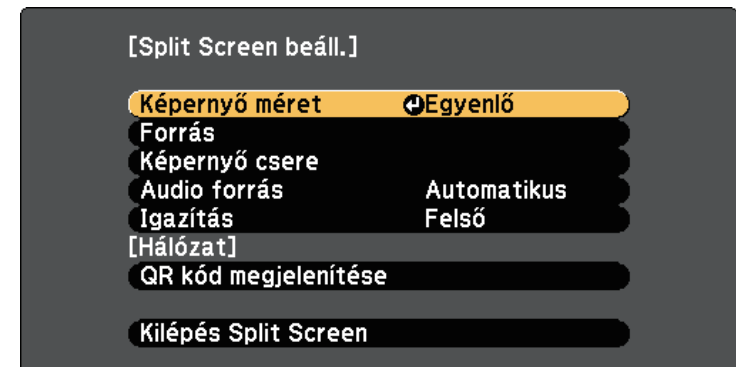 [Split Screen beáll.]
Képernyő méret Egyenlő
Forrás
Képernyő csere
Audio forrás Automatikus
Igazítás Felső
[Hálózat]
QR kód megjelenítése
Kilépés Split Screen